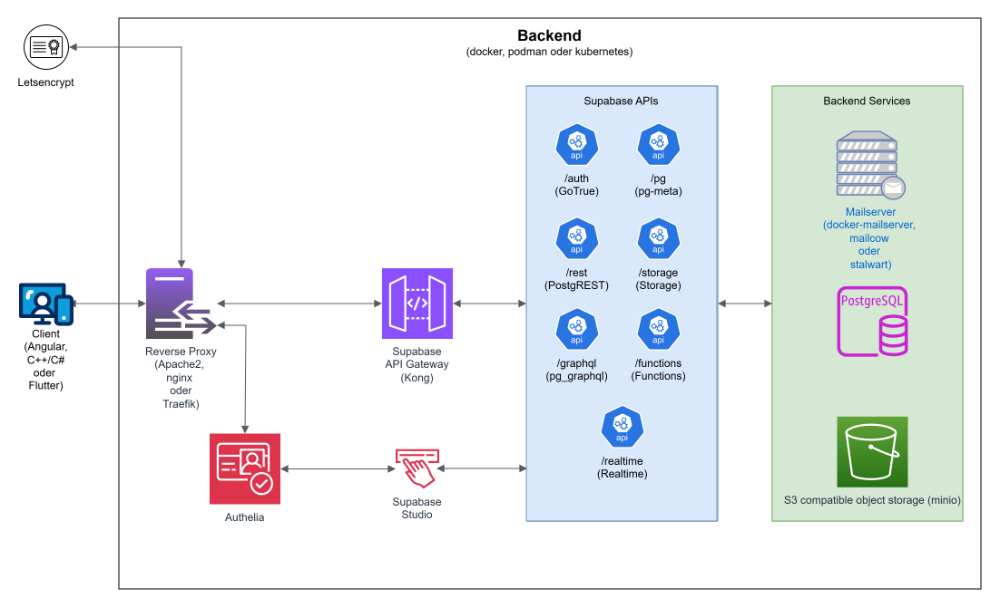 Backend
(docker, podman oder kubernetes)
Letsencrypt
Supabase APIs
Backend Services
api
api
/auth
(GoTrue)
/pg
(pg-meta)
Mailserver
(docker-mailserver,
mailcow
oder
stalwart)
api
api
/rest
(PostgREST)
/storage
(Storage)
PostgreSQL
Client
(Angular,
C++/C#
oder
Flutter)
Reverse Proxy
(Apache2,
nginx
oder
Traefik)
</>
Supabase
API Gateway
(Kong)
api
api
/graphql
(pg_graphql)
/functions
(Functions)
api
/realtime
(Realtime)
Authelia
Supabase
Studio
S3 compatible object storage (minio)